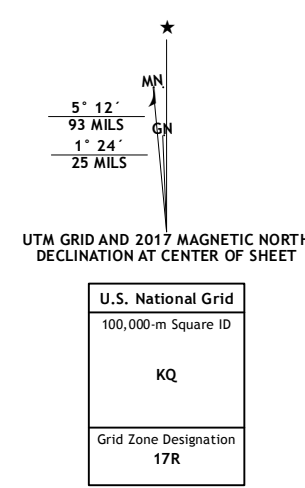 MN
5° 12´
93 MILS
GN
1° 24´
25 MILS
UTM GRID AND 2017 MAGNETIC NORTH
DECLINATION AT CENTER OF SHEET
U.S. National Grid
100,000-m Square ID
KQ
Grid Zone Designation
17R